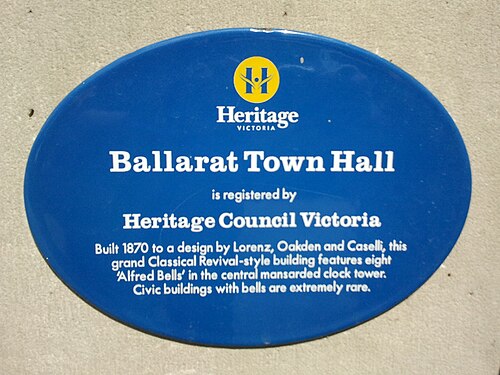 H
Heritage
VICTORIA
Ballarat Town Hall
is registered by
Heritage Council Victoria
Built 1870 to a design by Lorenz, Oakden and Caselli, this
grand Classical Revival-style building features eight
'Alfred Bells' in the central mansarded clock tower.
Civic buildings with bells are extremely rare.